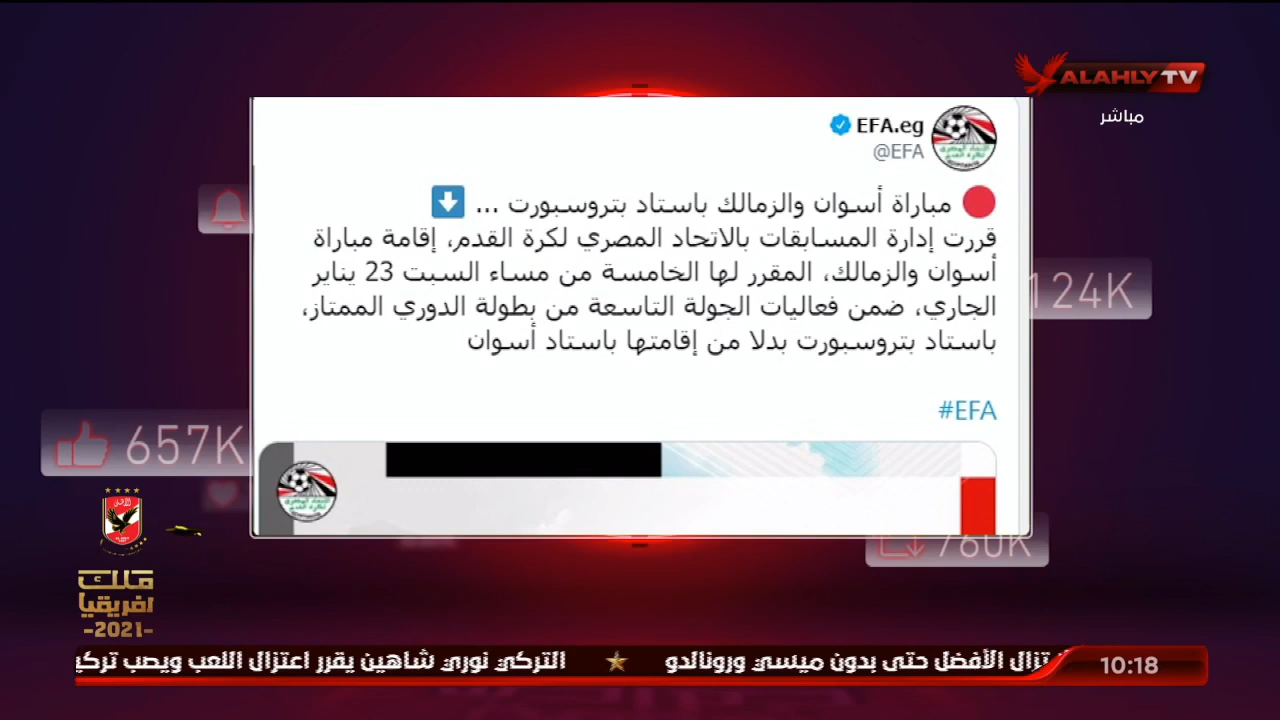 ALAHLY TV
مباشر
EFA.eg
@EFA
مباراة أسوان والزمالك باستاد بتروسبورت ...
قررت إدارة المسابقات بالاتحاد المصري لكرة القدم، إقامة مباراة
أسوان والزمالك، المقرر لها الخامسة من مساء السبت 23 يناير
الجاري، ضمن فعاليات الجولة التاسعة من بطولة الدوري الممتاز،
باستاد بتروسبورت بدلا من إقامتها باستاد أسوان
#EFA
124K
657K
760K
ملك
افريقيا
-2021-
تزال الأفضل حتى بدون ميسي ورونالدو
التركي نوري شاهين يقرر اعتزال اللعب ويصب
10:18